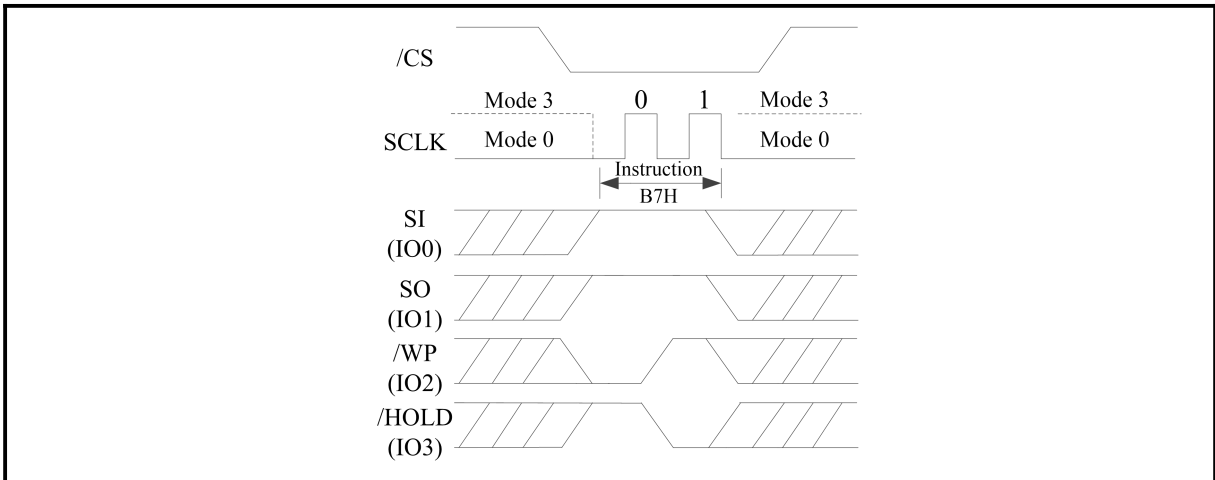 /CS
Mode 3 0 1 Mode 3
SCLK Mode 0 Mode 0
Instruction
B7H
SI
(IO0)
SO
(IO1)
/WP
(IO2)
/HOLD
(IO3)